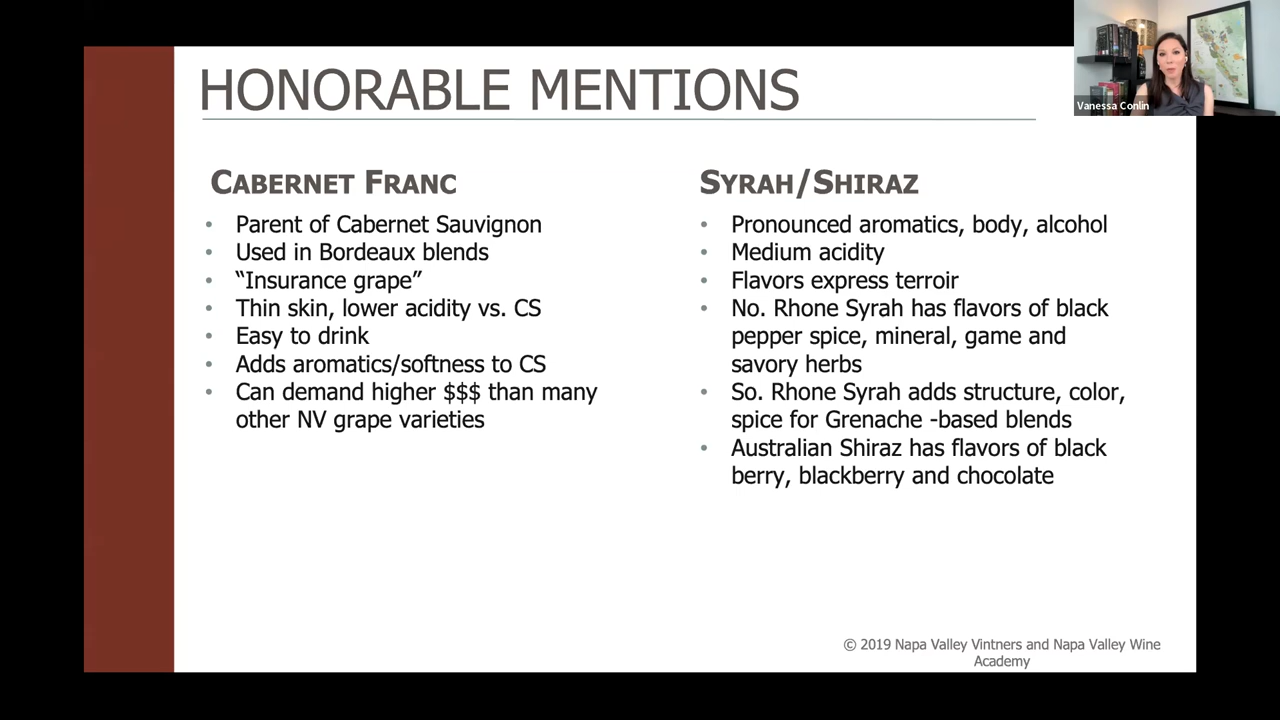 HONORABLE MENTIONS
Vanessa Conlin
CABERNET FRANC
Parent of Cabernet Sauvignon
Used in Bordeaux blends
“Insurance grape”
Thin skin, lower acidity vs. CS
Easy to drink
Adds aromatics/softness to CS
Can demand higher $$$ than many
other NV grape varieties
SYRAH/SHIRAZ
Pronounced aromatics, body, alcohol
Medium acidity
Flavors express terroir
No. Rhone Syrah has flavors of black
pepper spice, mineral, game and
savory herbs
So. Rhone Syrah adds structure, color,
spice for Grenache -based blends
Australian Shiraz has flavors of black
berry, blackberry and chocolate
© 2019 Napa Valley Vintners and Napa Valley Wine
Academy